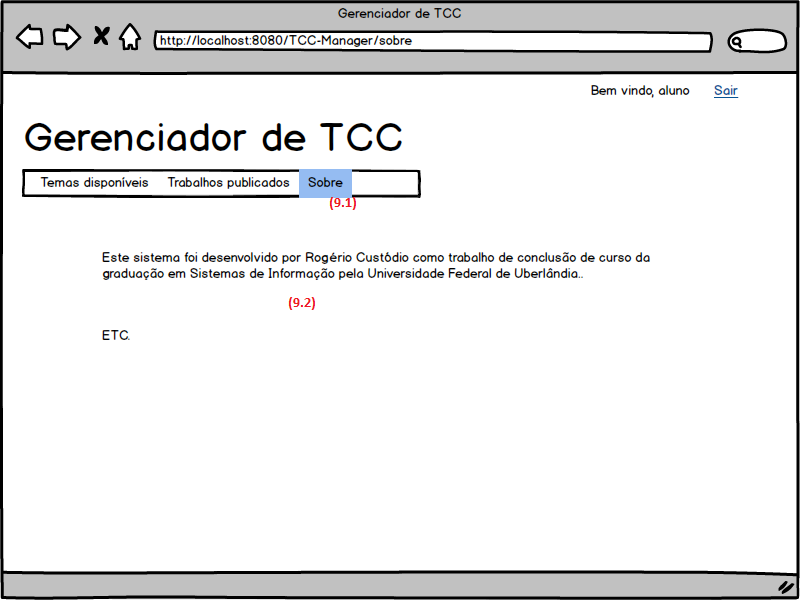 Gerenciador de TCC
http://localhost:8080/TCC-Manager/sobre
Bem vindo, aluno Sair
Gerenciador de TCC
Temas disponíveis Trabalhos publicados Sobre
(9.1)
Este sistema foi desenvolvido por Rogério Custódio como trabalho de conclusão de curso da
graduação em Sistemas de Informação pela Universidade Federal de Uberlândia..
(9.2)
ETC.